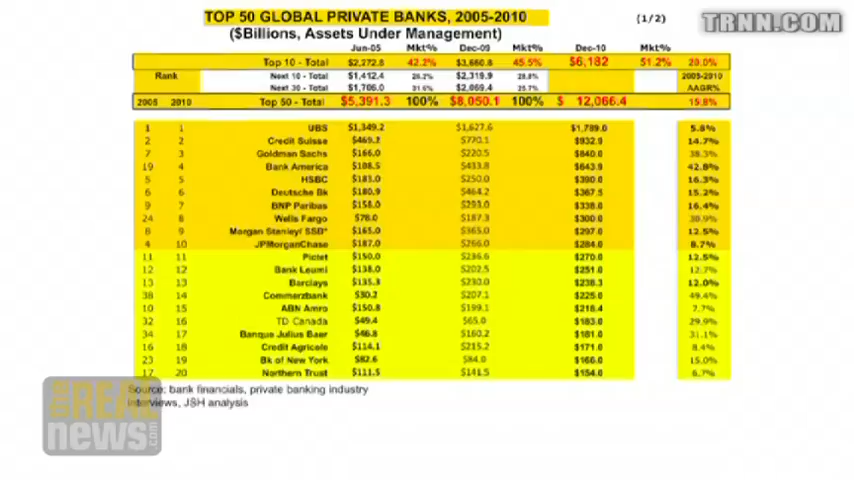 TOP 50 GLOBAL PRIVATE BANKS, 2005-2010 (1/2) TRNN.COM
($Billions, Assets Under Management)
Jun-05 Mkt% Dec-09 Mkt% Dec-10 Mkt%
Top 10 - Total $2,272.8 42.2% $3,660.8 45.5% $6,182 51.2% 20.0%
Rank Next 10 - Total $1,412.4 26.2% $2,319.9 28.8% 2005-2010
Next 30 - Total $1,706.0 31.6% $2,069.4 25.7% AAGR%
2005 2010 Top 50 - Total $5,391.3 100% $8,050.1 100% $ 12,066.4 15.8%
1 1 UBS $1,349.2 $1,627.6 $1,789.0 5.8%
2 2 Credit Suisse $469.2 $770.1 $932.9 14.7%
7 3 Goldman Sachs $166.0 $220.5 $840.0 38.3%
19 4 Bank America $108.5 $433.8 $643.9 42.8%
5 5 HSBC $183.0 $250.0 $390.0 16.3%
6 6 Deutsche Bk $180.9 $464.2 $367.5 15.2%
9 7 BNP Paribas $158.0 $293.0 $338.0 16.4%
24 8 Wells Fargo $78.0 $187.3 $300.0 30.9%
8 9 Morgan Stanley/ SSB* $165.0 $365.0 $297.0 12.5%
4 10 JPMorganChase $187.0 $266.0 $284.0 8.7%
11 11 Pictet $150.0 $236.6 $270.0 12.5%
12 12 Bank Leumi $138.0 $202.5 $251.0 12.7%
13 13 Barclays $135.3 $230.0 $238.3 12.0%
38 14 Commerzbank $30.2 $207.1 $225.0 49.4%
10 15 ABN Amro $150.8 $199.1 $218.4 7.7%
32 16 TD Canada $49.4 $65.0 $183.0 29.9%
34 17 Banque Julius Baer $46.8 $160.2 $181.0 31.1%
16 18 Credit Agricole $114.1 $215.2 $171.0 8.4%
23 19 Bk of New York $82.6 $84.0 $166.0 15.0%
17 20 Northern Trust $111.5 $141.5 $154.0 6.7%
Source: bank financials, private banking industry
interviews, JSH analysis
the REAL
news.com